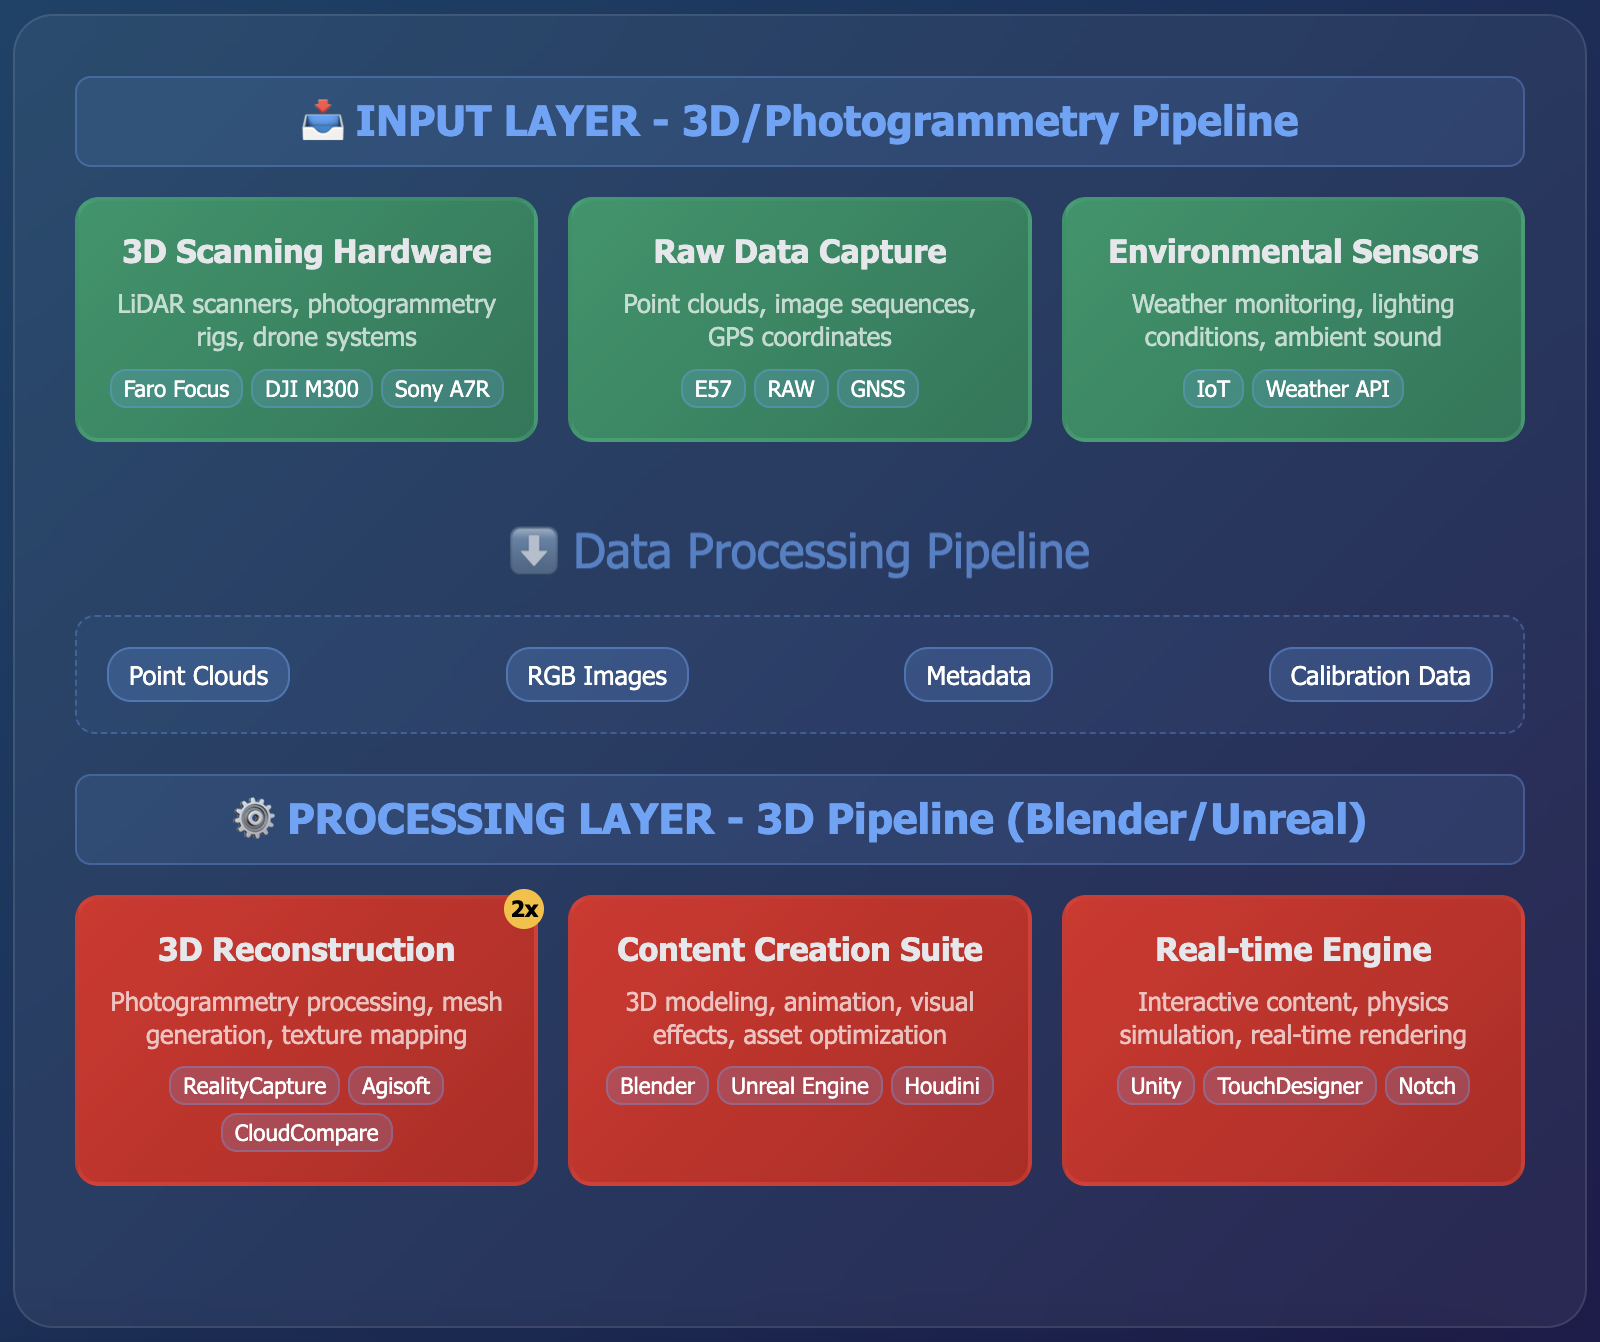 📥 INPUT LAYER - 3D/Photogrammetry Pipeline
3D Scanning Hardware
LiDAR scanners, photogrammetry
rigs, drone systems
Faro Focus DJI M300 Sony A7R
Raw Data Capture
Point clouds, image sequences,
GPS coordinates
E57 RAW GNSS
Environmental Sensors
Weather monitoring, lighting
conditions, ambient sound
IoT Weather API
⬇️ Data Processing Pipeline
Point Clouds RGB Images Metadata Calibration Data
⚙️ PROCESSING LAYER - 3D Pipeline (Blender/Unreal)
2x
3D Reconstruction
Photogrammetry processing, mesh
generation, texture mapping
RealityCapture Agisoft
CloudCompare
Content Creation Suite
3D modeling, animation, visual
effects, asset optimization
Blender Unreal Engine Houdini
Real-time Engine
Interactive content, physics
simulation, real-time rendering
Unity TouchDesigner Notch